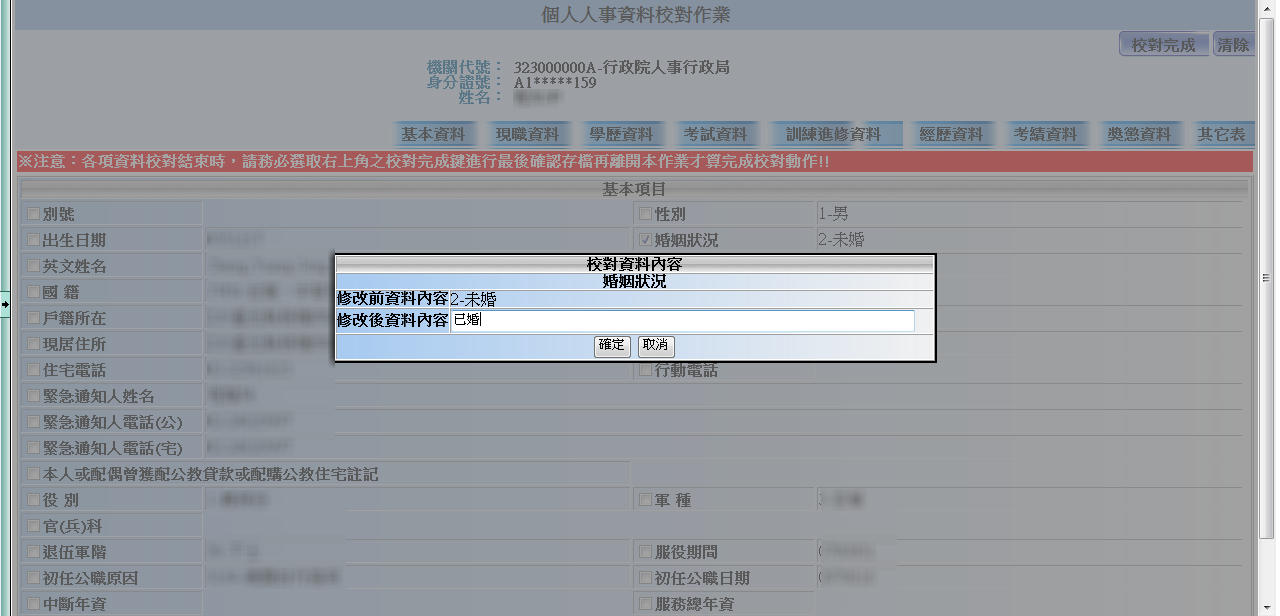 個人人事資料校對作業
校對完成 清除
機關代號： 323000000A-行政院人事行政局
身分證號： A1*****159
姓名：
基本資料 現職資料 學歷資料 考試資料 訓練進修資料 經歷資料 考績資料 獎懲資料 其它表
※注意：各項資料校對結束時，請務必選取右上角之校對完成鍵進行最後確認存檔再離開本作業才算完成校對動作!!
基本項目
別號 性別 1-男
出生日期 婚姻狀況 2-未婚
英文姓名
國 籍
戶籍所在
現居住所
住宅電話 行動電話
校對資料內容
婚姻狀況
修改前資料內容 2-未婚
修改後資料內容 已婚
確定 取消
緊急通知人姓名
緊急通知人電話(公)
緊急通知人電話(宅)
本人或配偶曾獲配公教貸款或配購公教住宅註記
役 別 軍 種
官(兵)科
退伍軍階 服役期間
初任公職原因 初任公職日期
中斷年資 服務總年資